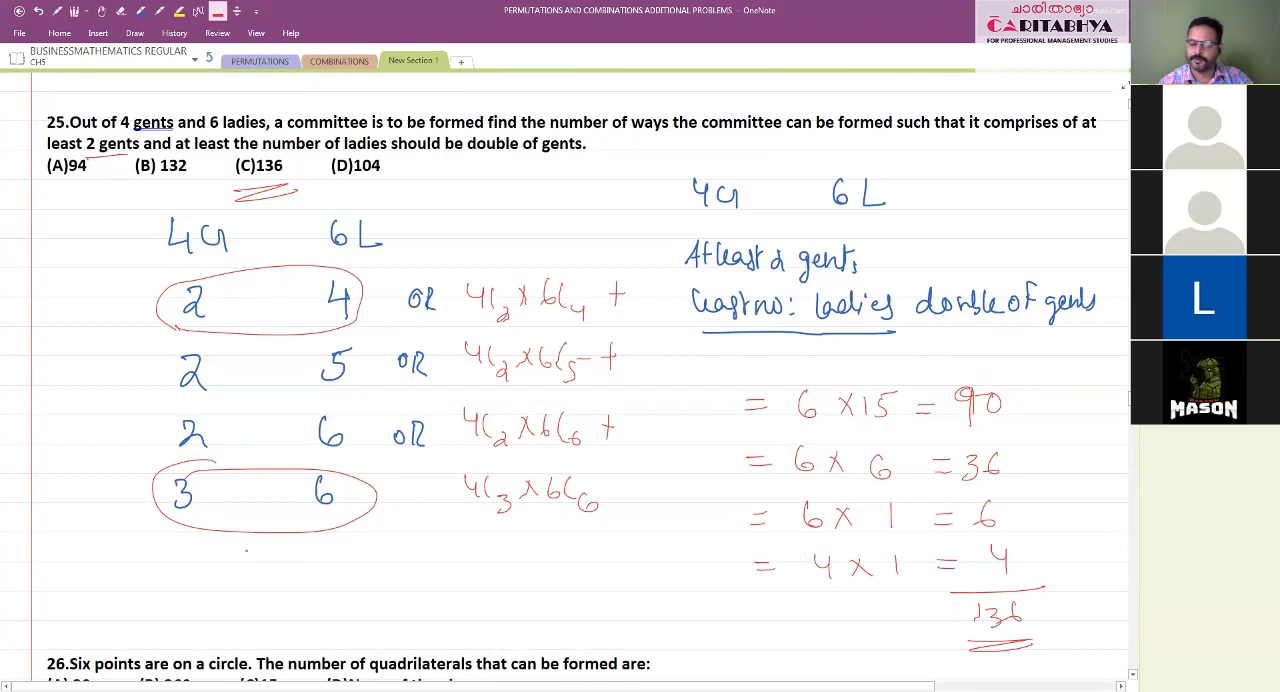 PERMUTATIONS AND COMBINATIONS ADDITIONAL PROBLEMS - OneNote
ചാരിതാഭ്യാ
ĈARITABHYA
FOR PROFESSIONAL MANAGEMENT STUDIES
File Home Insert Draw History Review View Help
BUSINESSMATHEMATICS REGULAR
CH5
PERMUTATIONS COMBINATIONS New Section 1
25.Out of 4 gents and 6 ladies, a committee is to be formed find the number of ways the committee can be formed such that it comprises of at
least 2 gents and at least the number of ladies should be double of gents.
(A)94 (B) 132 (C)136 (D)104
4G 6L
2 4 OR 4C2 × 6C4 +
2 5 OR 4C2 × 6C5 +
2 6 OR 4C2 × 6C6 +
3 6 4C3 × 6C6
4G 6L
Atleast 2 gents
Least no: ladies double of gents
= 6 × 15 = 90
= 6 × 6 = 36
= 6 × 1 = 6
= 4 × 1 = 4
136
L
MASON
26.Six points are on a circle. The number of quadrilaterals that can be formed are: